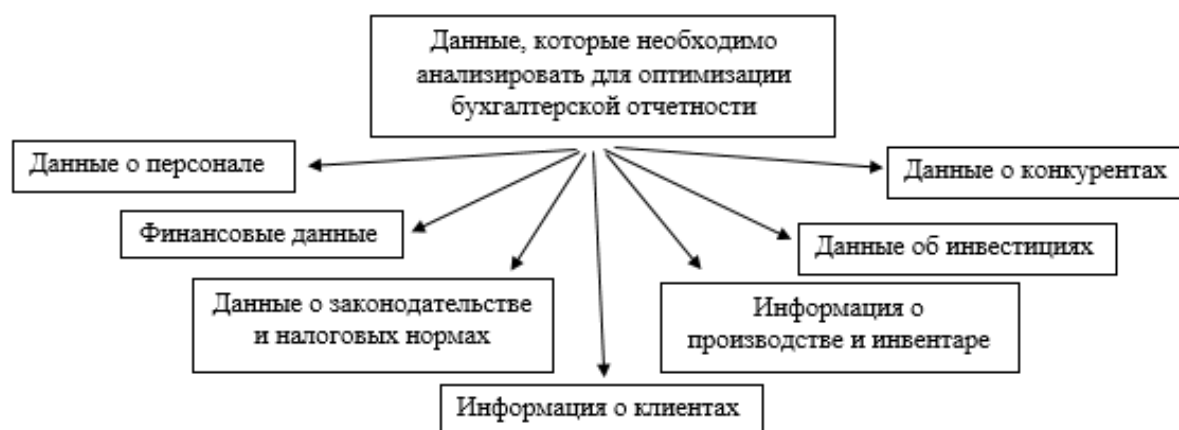 Данные, которые необходимо
анализировать для оптимизации
бухгалтерской отчетности
Данные о персонале
Данные о конкурентах
Финансовые данные
Данные об инвестициях
Данные о законодательстве
и налоговых нормах
Информация о
производстве и инвентаре
Информация о клиентах